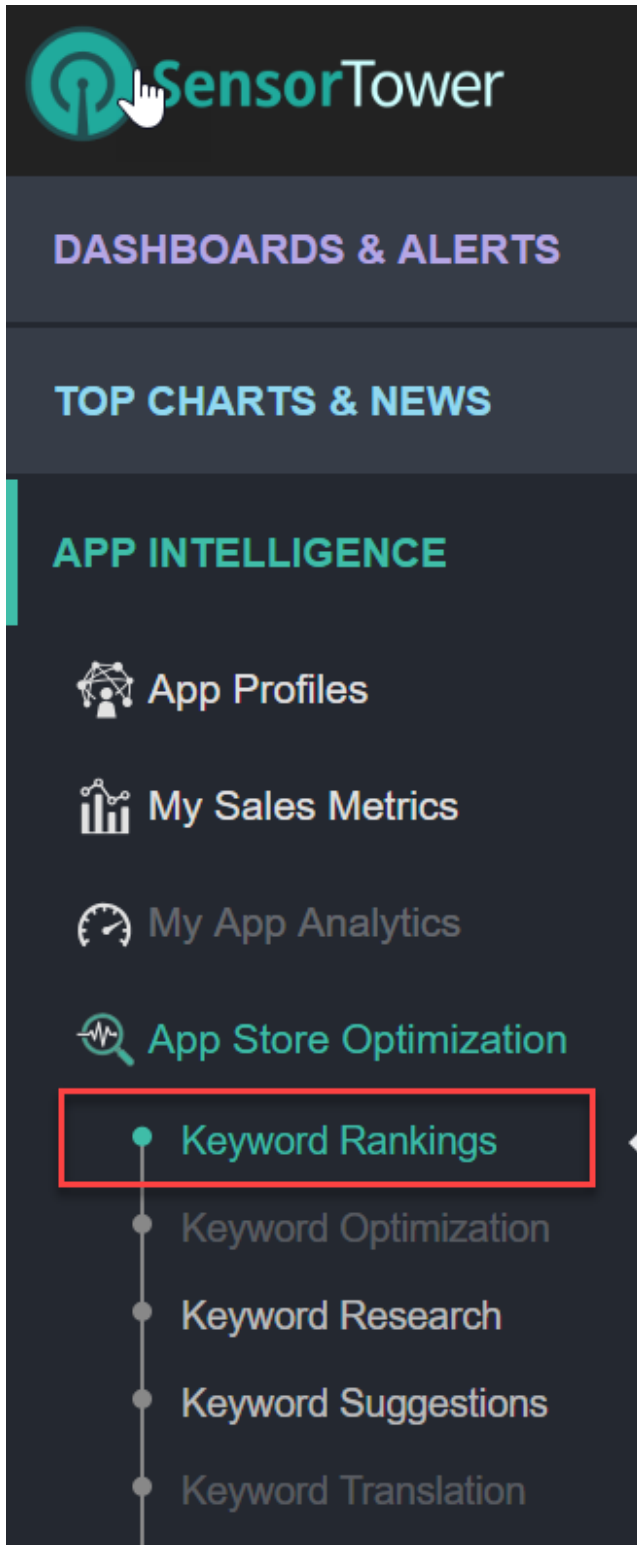 SensorTower
DASHBOARDS & ALERTS
TOP CHARTS & NEWS
APP INTELLIGENCE
App Profiles
My Sales Metrics
My App Analytics
App Store Optimization
Keyword Rankings
Keyword Optimization
Keyword Research
Keyword Suggestions
Keyword Translation